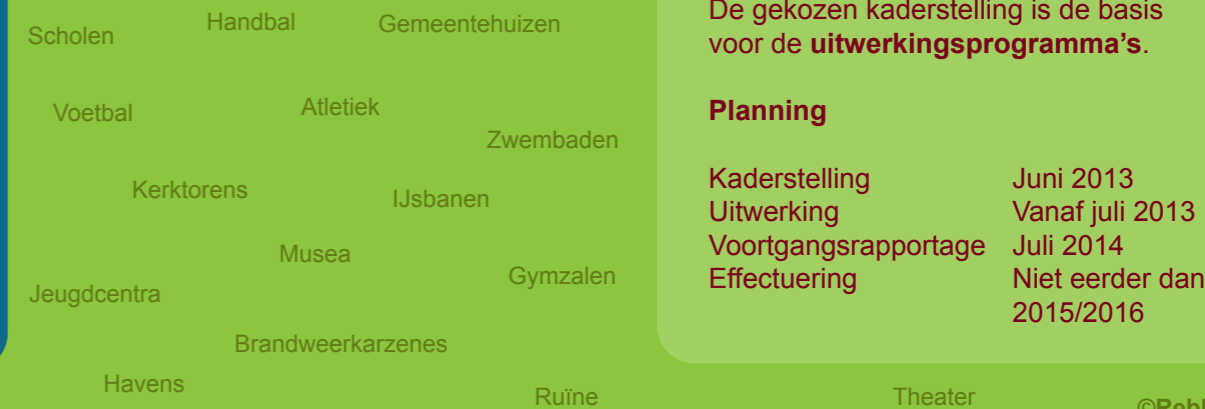 Scholen
Handbal
Gemeentehuizen
Voetbal
Atletiek
Zwembaden
Kerktorens
IJsbanen
Musea
Gymzalen
Jeugdcentra
Brandweerkarzenes
Havens
Ruïne
Theater
De gekozen kaderstelling is de basis
voor de uitwerkingsprogramma’s.
Planning
Kaderstelling Juni 2013
Uitwerking Vanaf juli 2013
Voortgangsrapportage Juli 2014
Effectuering Niet eerder dan
2015/2016